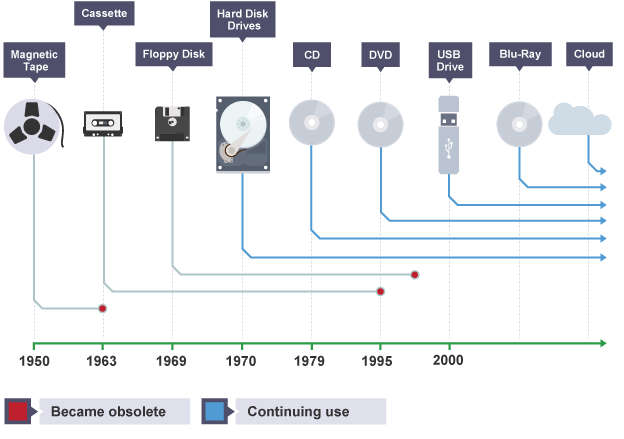 Cassette
Hard Disk
Drives
Magnetic
Tape
Floppy Disk
CD
DVD
USB
Drive
Blu-Ray
Cloud
1950
1963
1969
1970
1979
1995
2000
Became obsolete
Continuing use